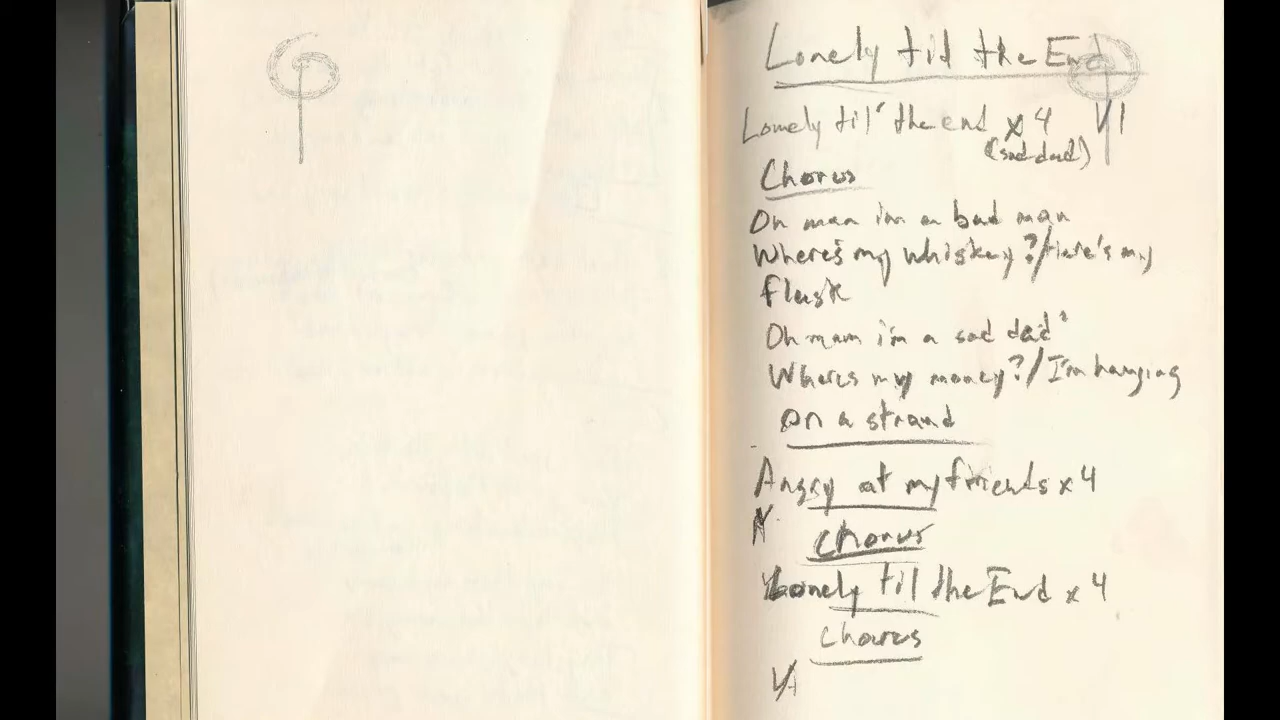 Lonely til the End
Lonely til' the end x 4 V1
(sad dad)
Chorus
Oh man i'm a bad man
Where's my whiskey?/Here's my
flask
Oh man i'm a sad dad
Where's my money?/I'm hanging
on a strand
Angry at my friends x 4
Chorus
Lonely til the End x 4
Chorus